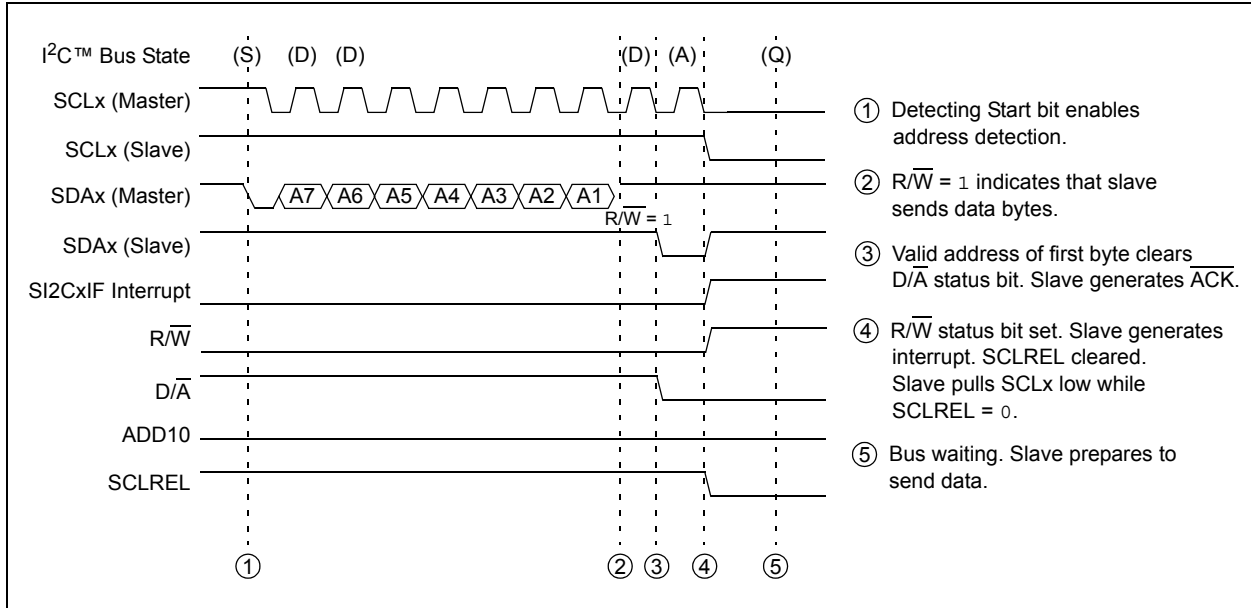 I²C™ Bus State (S) (D) (D) (D) (A) (Q)
SCLx (Master)
SCLx (Slave)
SDAx (Master) A7 A6 A5 A4 A3 A2 A1
R/W̅ = 1
SDAx (Slave)
SI2CxIF Interrupt
R/W̅
D/A̅
ADD10
SCLREL
① ② ③ ④ ⑤
① Detecting Start bit enables
address detection.
② R/W̅ = 1 indicates that slave
sends data bytes.
③ Valid address of first byte clears
D/A̅ status bit. Slave generates A̅C̅K̅.
④ R/W̅ status bit set. Slave generates
interrupt. SCLREL cleared.
Slave pulls SCLx low while
SCLREL = 0.
⑤ Bus waiting. Slave prepares to
send data.